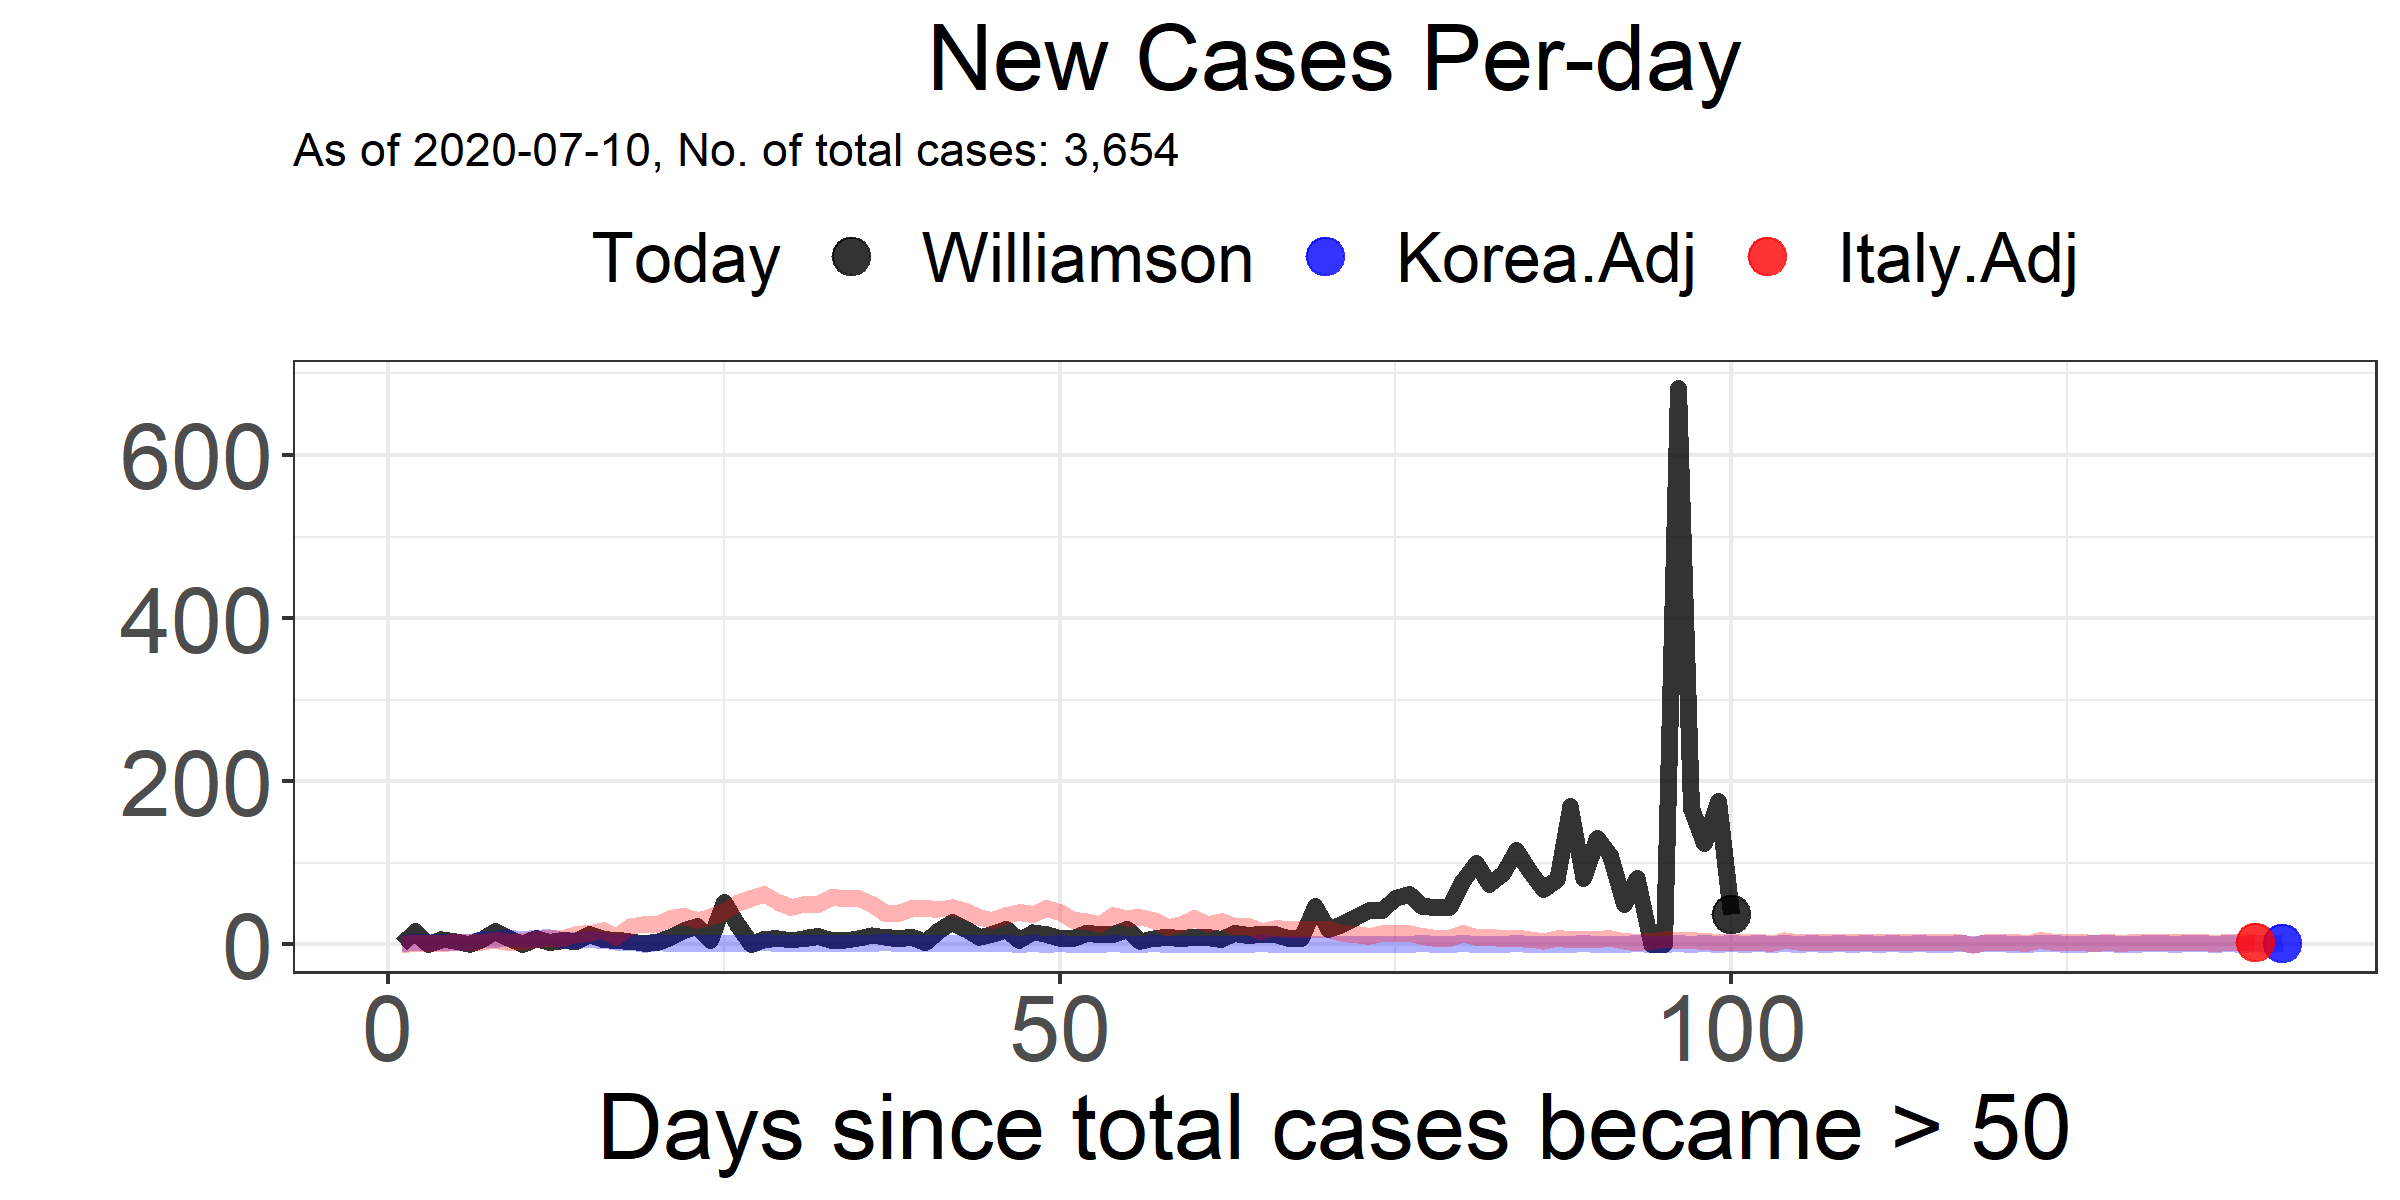 New Cases Per-day
As of 2020-07-10, No. of total cases: 3,654
Today Williamson Korea.Adj Italy.Adj
600
400
200
0
0 50 100
Days since total cases became > 50